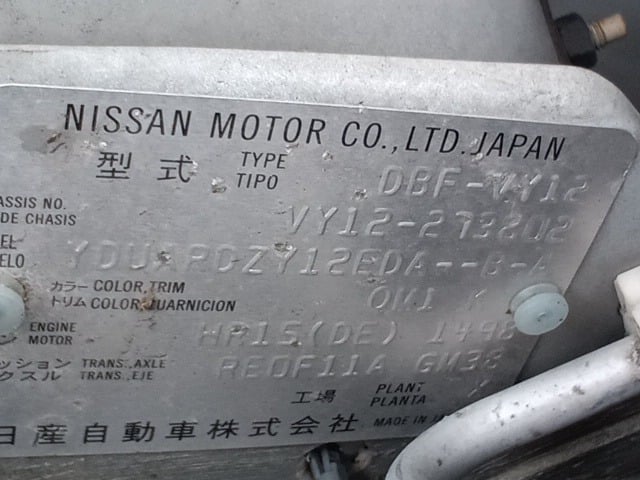 NISSAN MOTOR CO.,LTD. JAPAN
型式 TYPE TIPO DBF-VY12
ASSIS NO.
DE CHASIS VY12-273202
EL
ELO YDUARCZY12EDA--B-A
カラー COLOR,TRIM
トリム COLOR,GUARNICION QM1 K
ENGINE
MOTOR HR15(DE) 1498
ッション TRANS.,AXLE
クスル TRANS.,EJE RE0F11A GM38
工場 PLANT PLANTA X
日産自動車株式会社 MADE IN JA